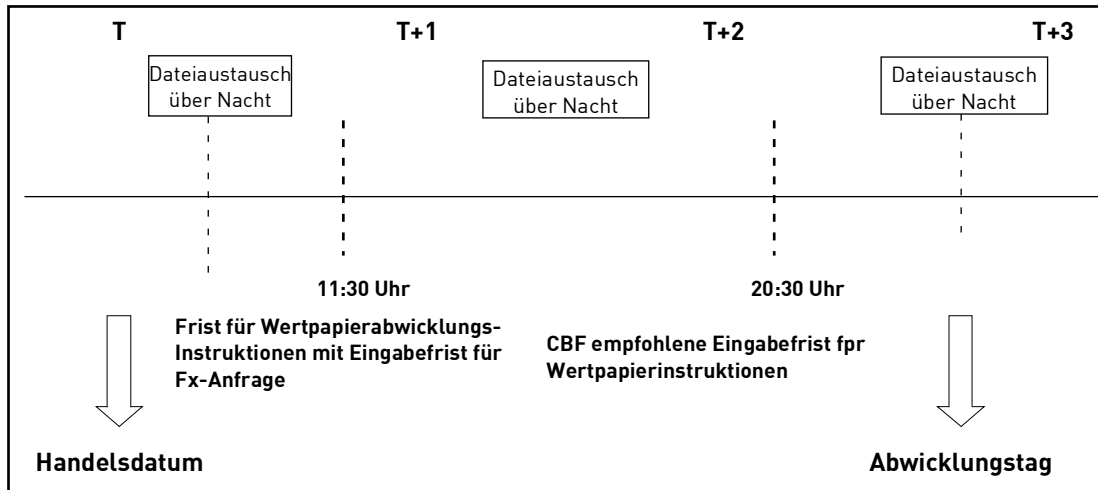 T T+1 T+2 T+3
Dateiaustausch
über Nacht
Dateiaustausch
über Nacht
Dateiaustausch
über Nacht
11:30 Uhr
20:30 Uhr
Frist für Wertpapierabwicklungs-
Instruktionen mit Eingabefrist für
Fx-Anfrage
CBF empfohlene Eingabefrist fpr
Wertpapierinstruktionen
Handelsdatum
Abwicklungstag